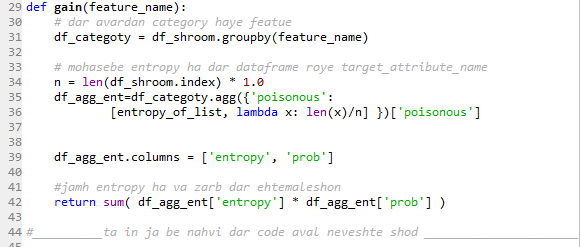 29 def gain(feature_name):
30     # dar avardan category haye featue
31     df_categoty = df_shroom.groupby(feature_name)
32
33     # mohasebe entropy ha dar dataframe roye target_attribute_name
34     n = len(df_shroom.index) * 1.0
35     df_agg_ent=df_categoty.agg({'poisonous':
36             [entropy_of_list, lambda x: len(x)/n] })['poisonous']
37
38
39     df_agg_ent.columns = ['entropy', 'prob']
40
41     #jamh entropy ha va zarb dar ehtemaleshon
42     return sum( df_agg_ent['entropy'] * df_agg_ent['prob'] )
43
44 #__________ta in ja be nahvi dar code aval neveshte shod __________________
45